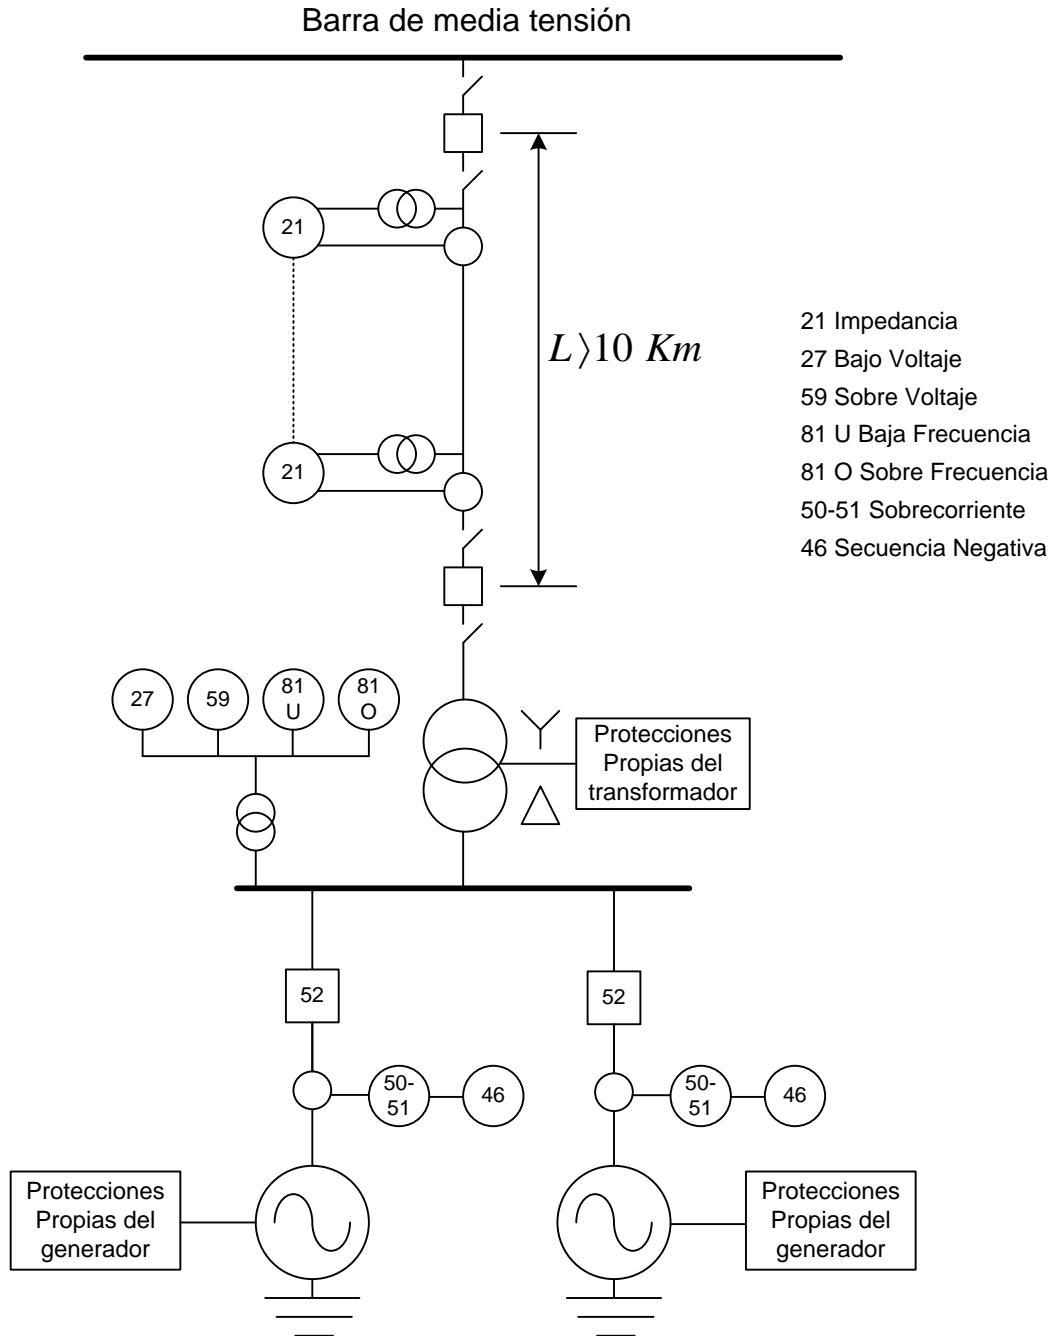 Barra de media tensión
21
L⟩10 Km
21
21 Impedancia
27 Bajo Voltaje
59 Sobre Voltaje
81 U Baja Frecuencia
81 O Sobre Frecuencia
50-51 Sobrecorriente
46 Secuencia Negativa
27
59
81
U
81
O
Protecciones
Propias del
transformador
52
52
50-
51
46
50-
51
46
Protecciones
Propias del
generador
Protecciones
Propias del
generador